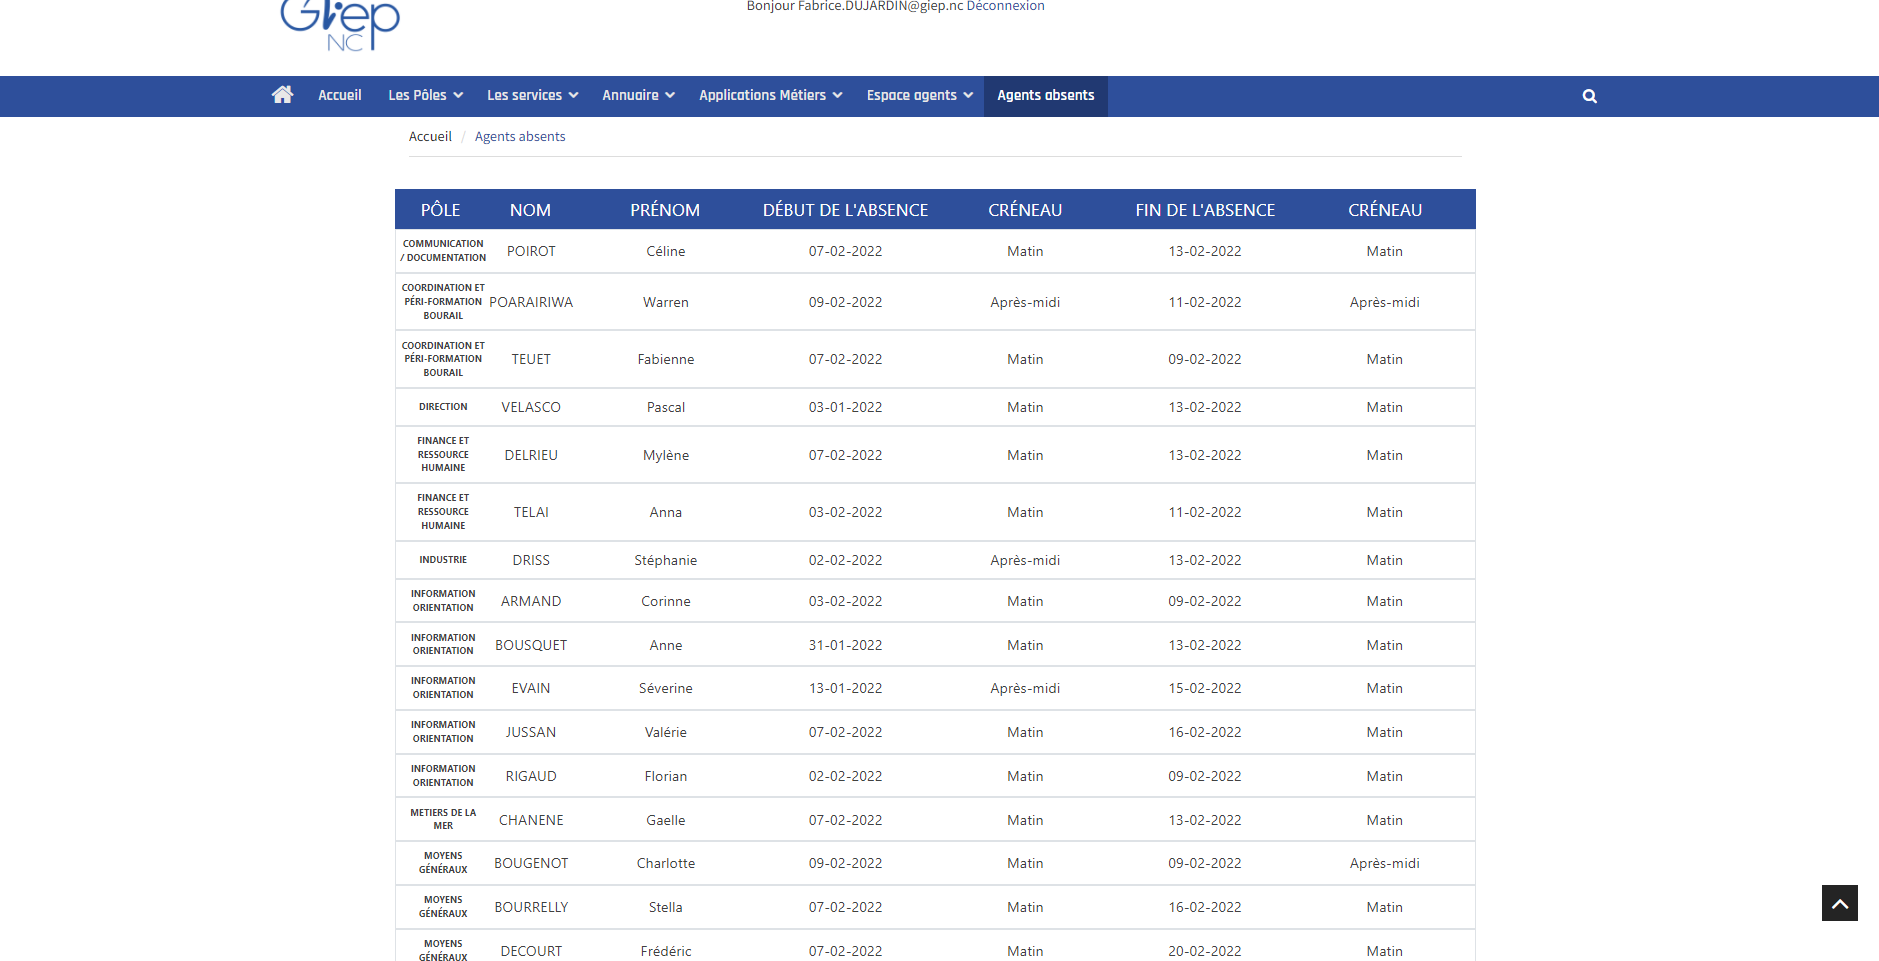 Giep
NC
Bonjour Fabrice.DUJARDIN@giep.nc Déconnexion
Accueil Les Pôles Les services Annuaire Applications Métiers Espace agents Agents absents
Accueil / Agents absents
PÔLE NOM PRÉNOM DÉBUT DE L'ABSENCE CRÉNEAU FIN DE L'ABSENCE CRÉNEAU
COMMUNICATION
/ DOCUMENTATION
POIROT Céline 07-02-2022 Matin 13-02-2022 Matin
COORDINATION ET
PÉRI-FORMATION
BOURAIL
POARAIRIWA Warren 09-02-2022 Après-midi 11-02-2022 Après-midi
COORDINATION ET
PÉRI-FORMATION
BOURAIL
TEUET Fabienne 07-02-2022 Matin 09-02-2022 Matin
DIRECTION VELASCO Pascal 03-01-2022 Matin 13-02-2022 Matin
FINANCE ET
RESSOURCE
HUMAINE
DELRIEU Mylène 07-02-2022 Matin 13-02-2022 Matin
FINANCE ET
RESSOURCE
HUMAINE
TELAI Anna 03-02-2022 Matin 11-02-2022 Matin
INDUSTRIE DRISS Stéphanie 02-02-2022 Après-midi 13-02-2022 Matin
INFORMATION
ORIENTATION
ARMAND Corinne 03-02-2022 Matin 09-02-2022 Matin
INFORMATION
ORIENTATION
BOUSQUET Anne 31-01-2022 Matin 13-02-2022 Matin
INFORMATION
ORIENTATION
EVAIN Séverine 13-01-2022 Après-midi 15-02-2022 Matin
INFORMATION
ORIENTATION
JUSSAN Valérie 07-02-2022 Matin 16-02-2022 Matin
INFORMATION
ORIENTATION
RIGAUD Florian 02-02-2022 Matin 09-02-2022 Matin
METIERS DE LA
MER
CHANENE Gaelle 07-02-2022 Matin 13-02-2022 Matin
MOYENS
GÉNÉRAUX
BOUGENOT Charlotte 09-02-2022 Matin 09-02-2022 Après-midi
MOYENS
GÉNÉRAUX
BOURRELLY Stella 07-02-2022 Matin 16-02-2022 Matin
MOYENS
GÉNÉRAUX
DECOURT Frédéric 07-02-2022 Matin 20-02-2022 Matin